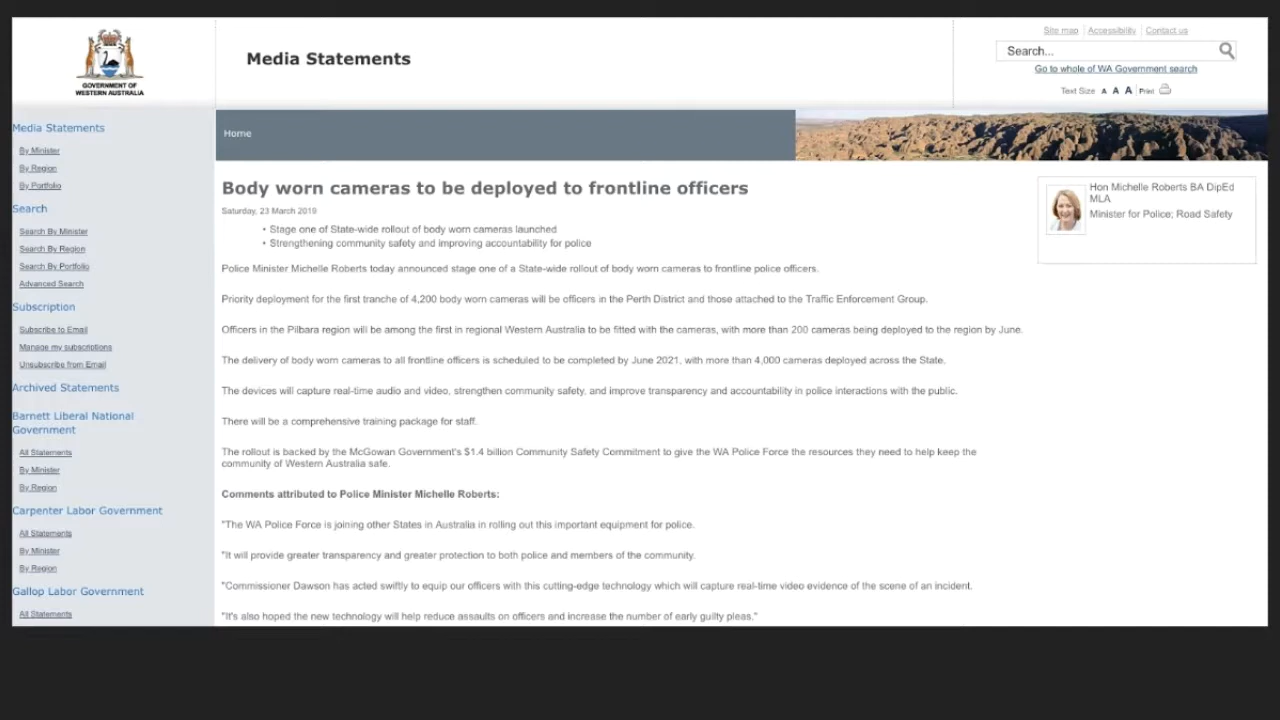 GOVERNMENT OF
WESTERN AUSTRALIA
Media Statements
Site map
Accessibility
Contact us
Search...
Go to whole of WA Government search
Text Size A A A Print
Media Statements
By Minister
By Region
By Portfolio
Search
Search By Minister
Search By Region
Search By Portfolio
Advanced Search
Subscription
Subscribe to Email
Manage my subscriptions
Unsubscribe from Email
Archived Statements
Barnett Liberal National
Government
All Statements
By Minister
By Region
Carpenter Labor Government
All Statements
By Minister
By Region
Gallop Labor Government
All Statements
Home
Body worn cameras to be deployed to frontline officers
Saturday, 23 March 2019
• Stage one of State-wide rollout of body worn cameras launched
• Strengthening community safety and improving accountability for police
Police Minister Michelle Roberts today announced stage one of a State-wide rollout of body worn cameras to frontline police officers.
Priority deployment for the first tranche of 4,200 body worn cameras will be officers in the Perth District and those attached to the Traffic Enforcement Group.
Officers in the Pilbara region will be among the first in regional Western Australia to be fitted with the cameras, with more than 200 cameras being deployed to the region by June.
The delivery of body worn cameras to all frontline officers is scheduled to be completed by June 2021, with more than 4,000 cameras deployed across the State.
The devices will capture real-time audio and video, strengthen community safety, and improve transparency and accountability in police interactions with the public.
There will be a comprehensive training package for staff.
The rollout is backed by the McGowan Government's $1.4 billion Community Safety Commitment to give the WA Police Force the resources they need to help keep the
community of Western Australia safe.
Comments attributed to Police Minister Michelle Roberts:
"The WA Police Force is joining other States in Australia in rolling out this important equipment for police.
"It will provide greater transparency and greater protection to both police and members of the community.
"Commissioner Dawson has acted swiftly to equip our officers with this cutting-edge technology which will capture real-time video evidence of the scene of an incident.
"It's also hoped the new technology will help reduce assaults on officers and increase the number of early guilty pleas."
Hon Michelle Roberts BA DipEd
MLA
Minister for Police; Road Safety